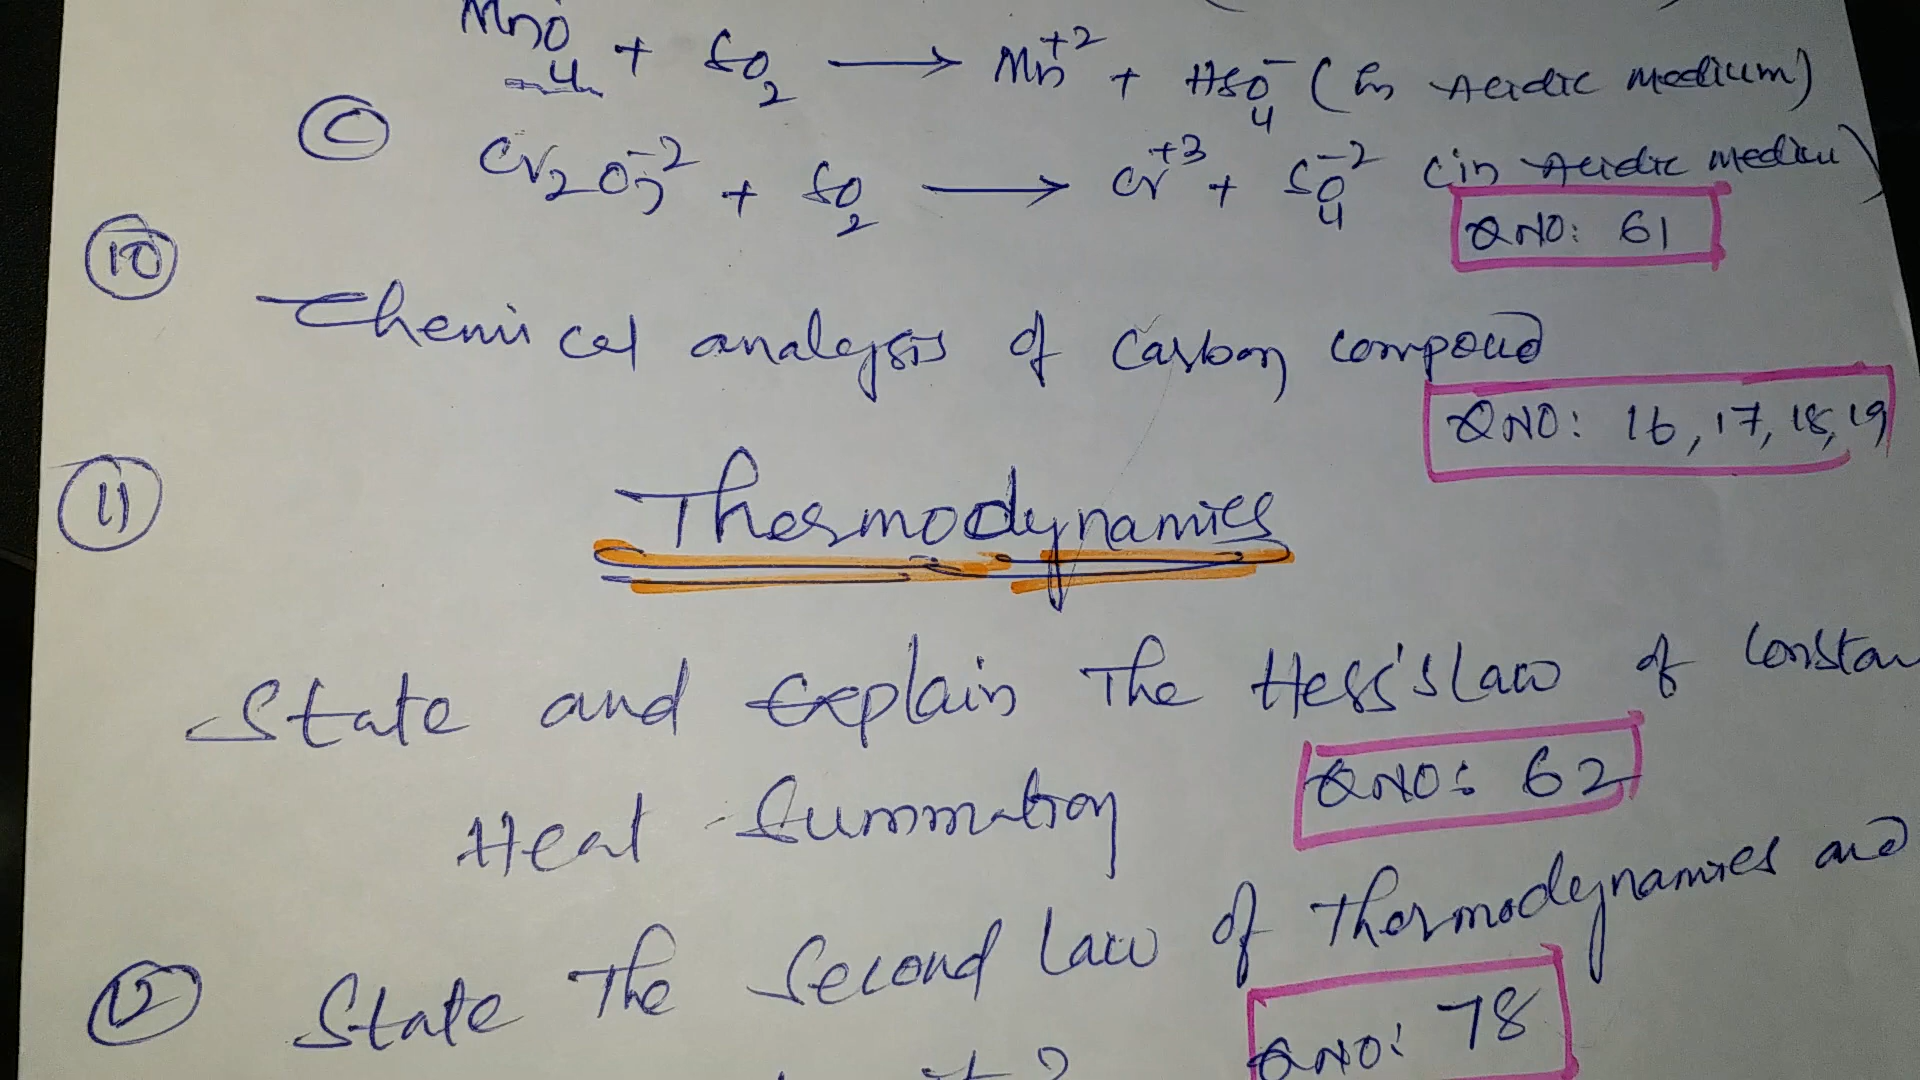 MnO4 + SO2 → Mn+2 + HSO4- (In Acidic medium)
(C) Cr2O7-2 + SO2 → Cr+3 + SO4-2 (in Acidic mediu)
QNO: 61
(10) Chemical analysis of Carbon compoud
QNO: 16, 17, 18, 19
(11) Thermodynamics
State and Explain The Hess's Law of Constan
Heat Summation
QNO: 62
(12) State The Second Law of Thermodynamics and
QNO: 78